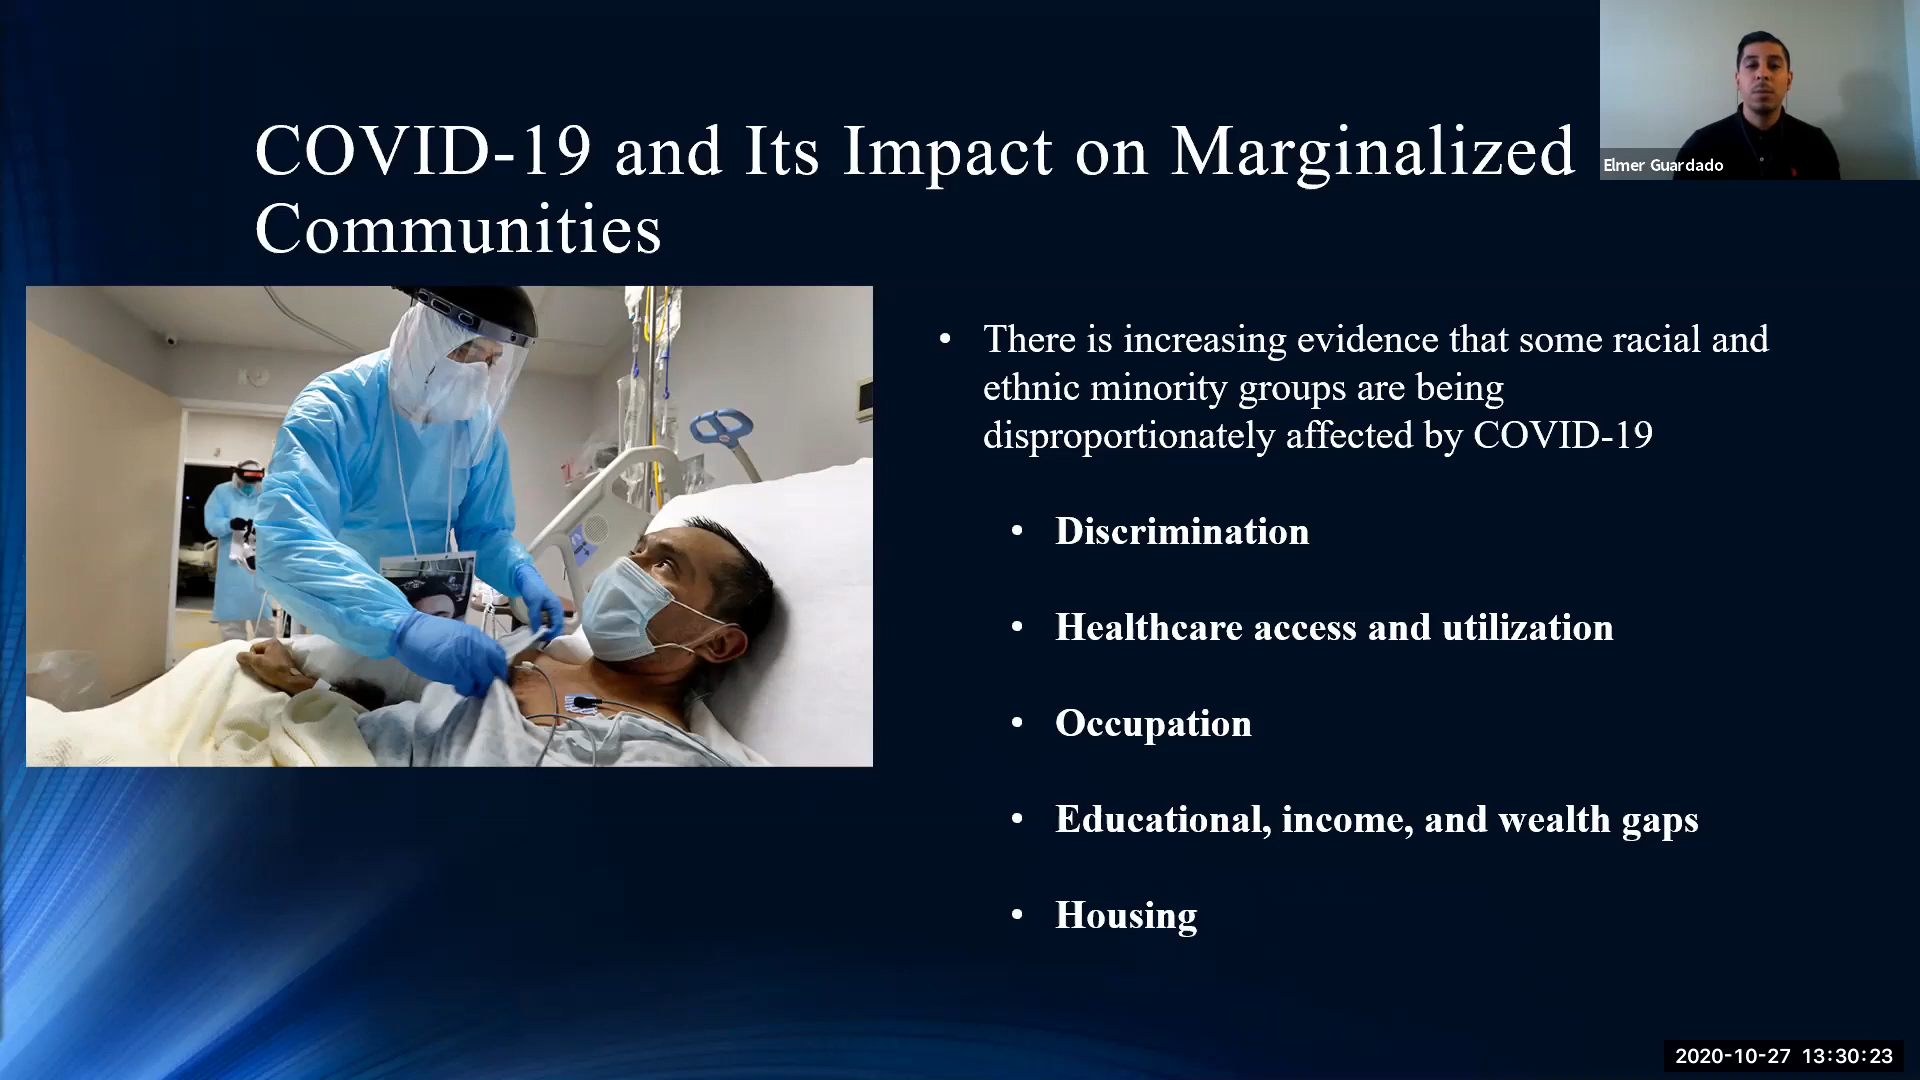 COVID-19 and Its Impact on Marginalized
Communities
Elmer Guardado
• There is increasing evidence that some racial and
ethnic minority groups are being
disproportionately affected by COVID-19
• Discrimination
• Healthcare access and utilization
• Occupation
• Educational, income, and wealth gaps
• Housing
2020-10-27 13:30:23